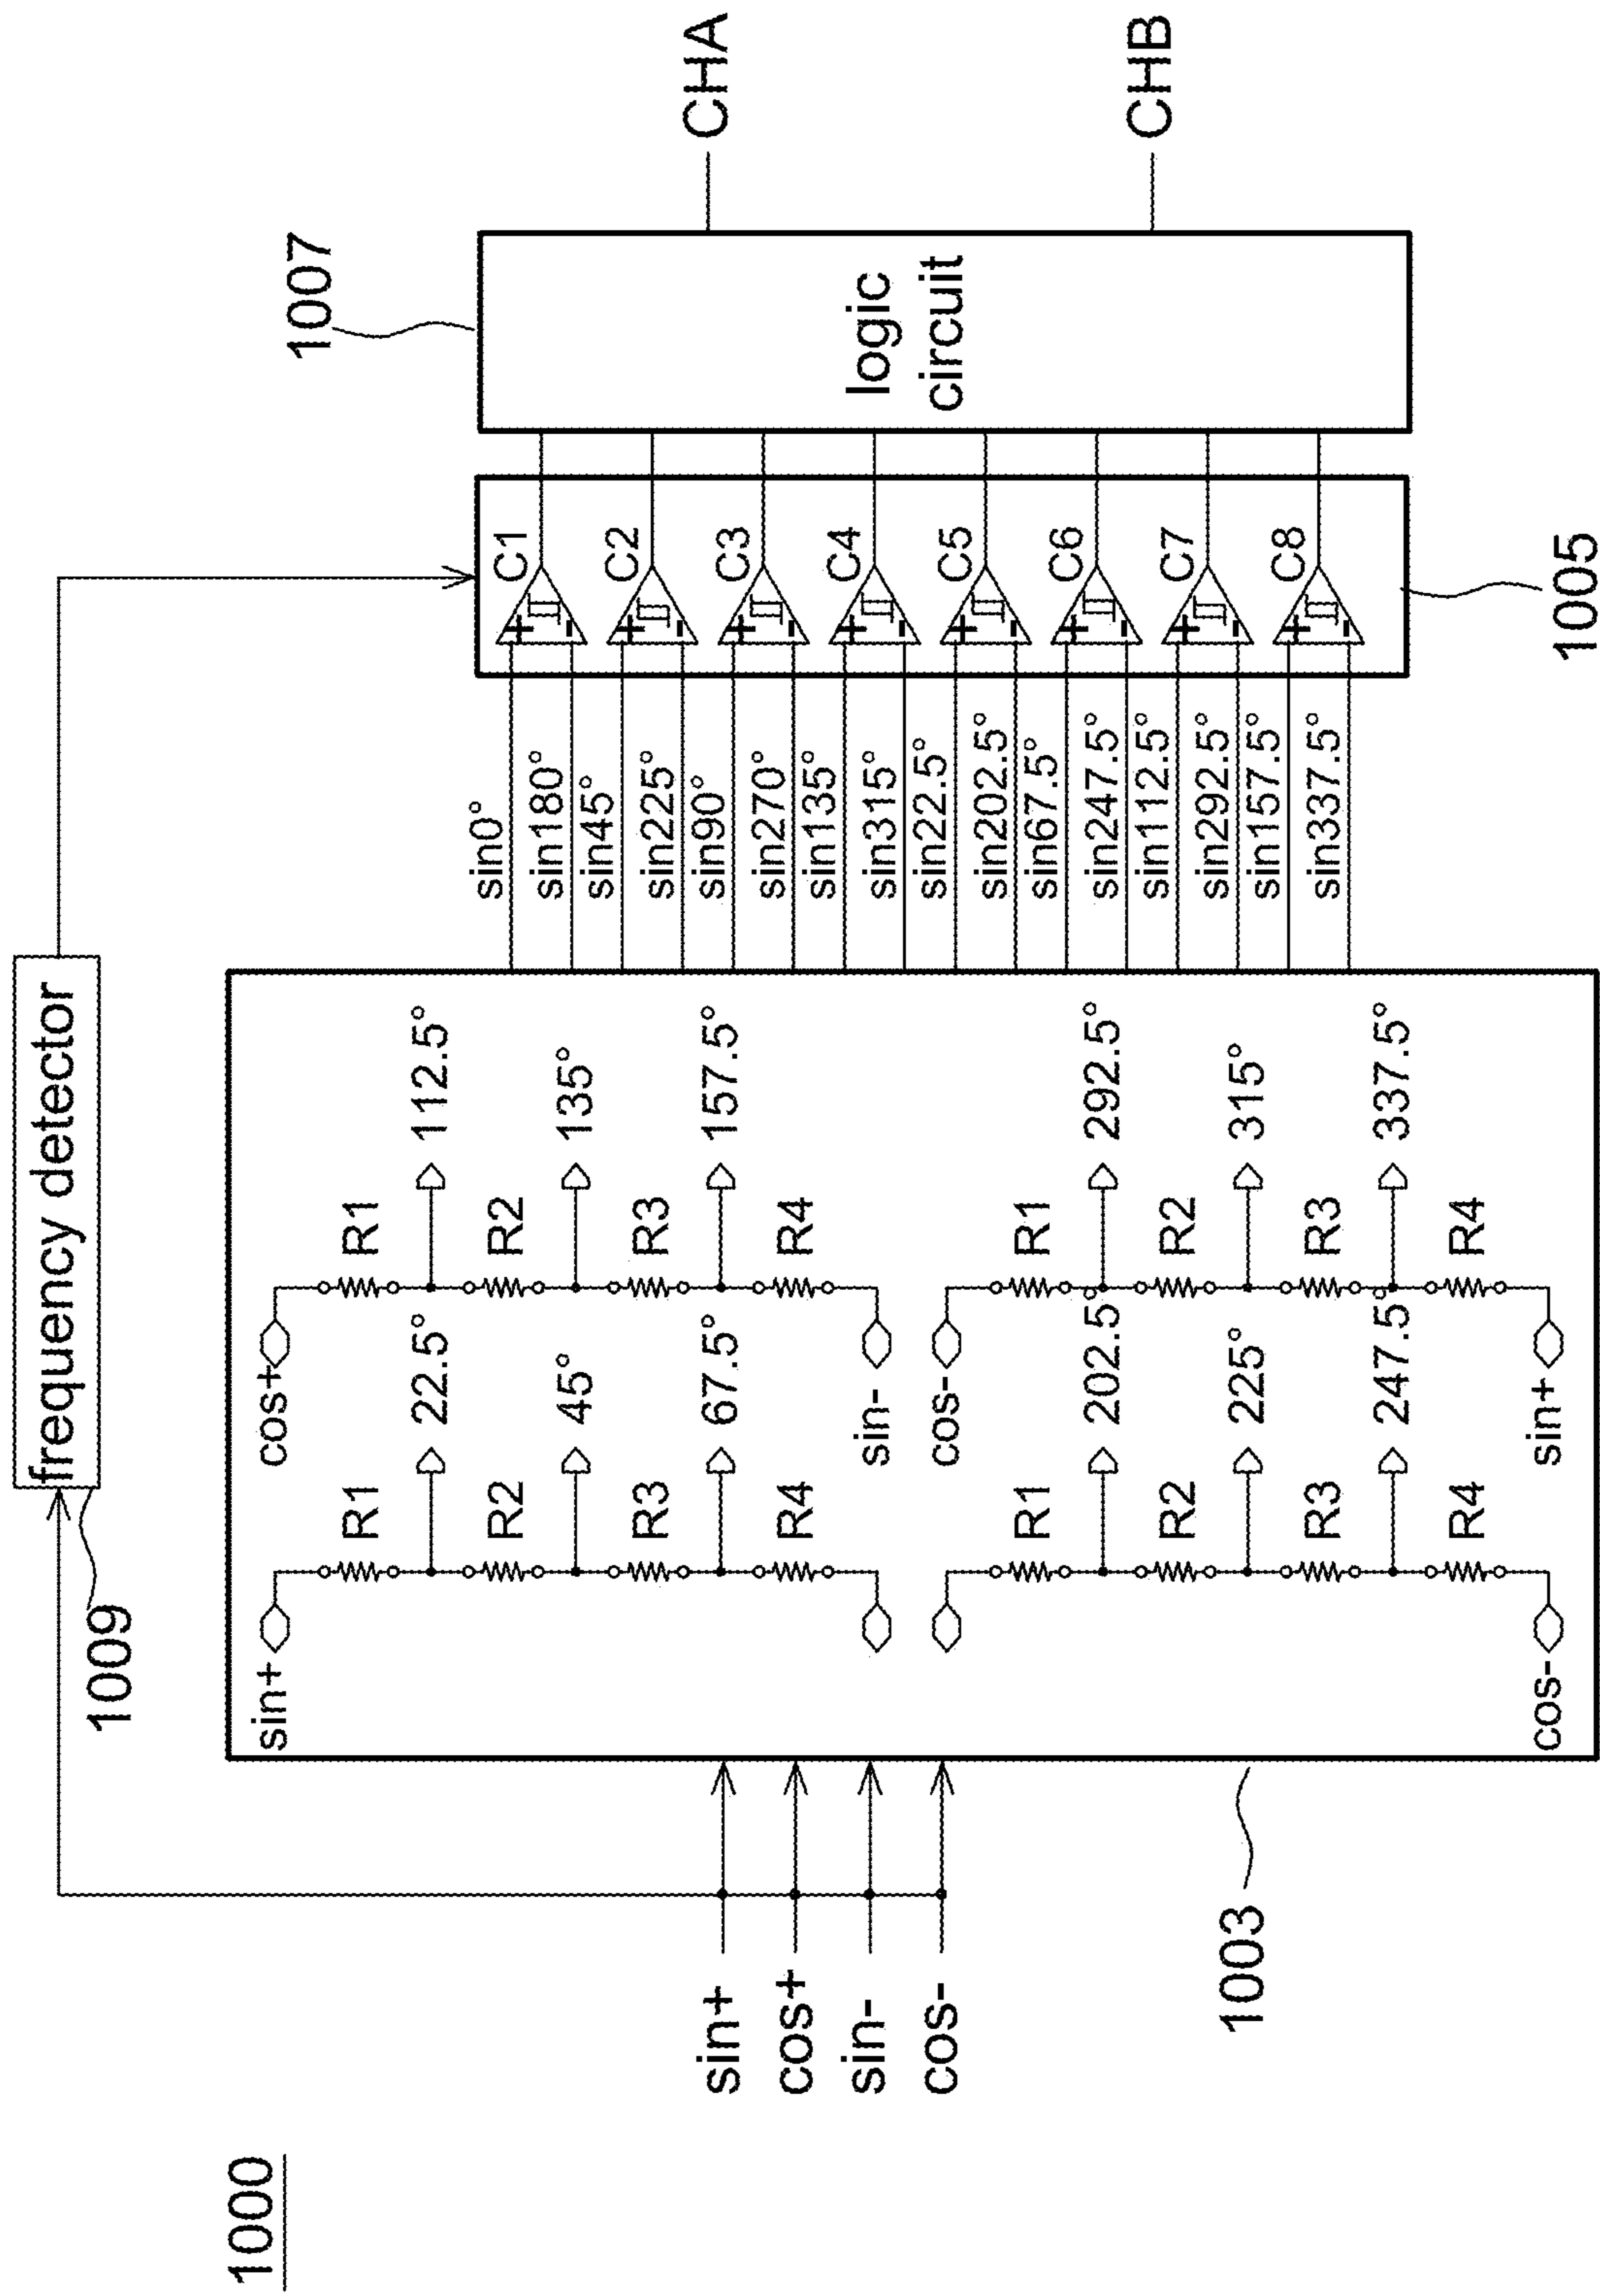 1000
frequency detector
1009
1007
sin+
cos+
sin-
cos-
1003
sin+
R1
22.5°
R2
45°
R3
67.5°
R4
cos+
R1
112.5°
R2
135°
R3
157.5°
R4
sin-
cos-
R1
202.5°
R2
225°
R3
247.5°
R4
cos-
R1
292.5°
R2
315°
R3
337.5°
R4
sin+
sin0°
sin180°
sin45°
sin225°
sin90°
sin270°
sin135°
sin315°
sin22.5°
sin202.5°
sin67.5°
sin247.5°
sin112.5°
sin292.5°
sin157.5°
sin337.5°
+
-
C1
+
-
C2
+
-
C3
+
-
C4
+
-
C5
+
-
C6
+
-
C7
+
-
C8
1005
logic
circuit
CHA
CHB